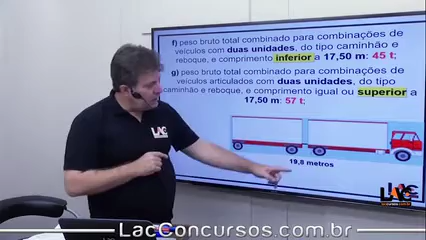 f) peso bruto total combinado para combinações de
veículos com duas unidades, do tipo caminhão e
reboque, e comprimento inferior a 17,50 m: 45 t;
g) peso bruto total combinado para combinações de
veículos articulados com duas unidades, do tipo caminhão
e reboque, e comprimento igual ou superior a
17,50 m: 57 t;
19,8 metros
LAC
LAC
LacConcursos.com.br